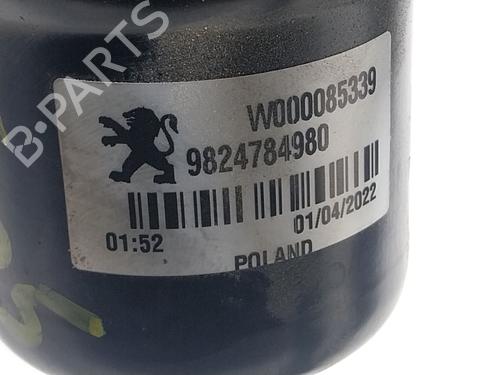 B-PARTS
W000085339
9824784980
01:52
01/04/2022
POLAND